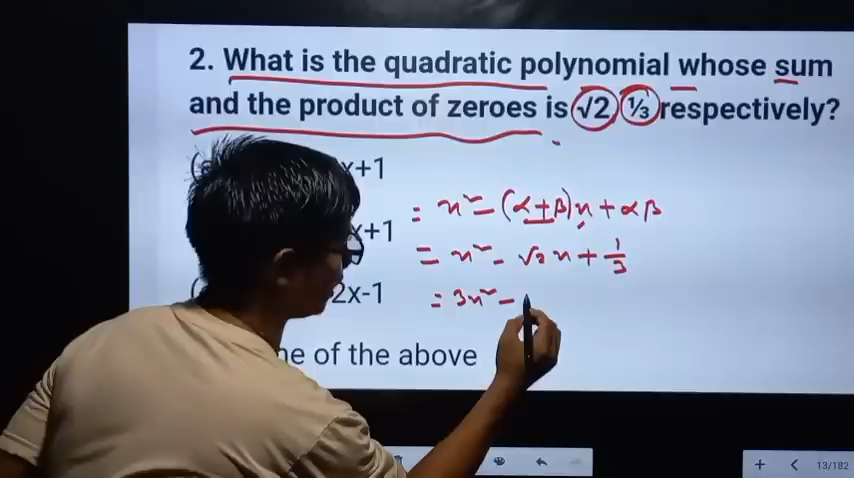 2. What is the quadratic polynomial whose sum
and the product of zeroes is √2, ⅓ respectively?
x+1
= x² - (α+β)x + αβ
x+1
= x² - √2x + 1/3
2x-1
= 3x² -
ne of the above
13/182